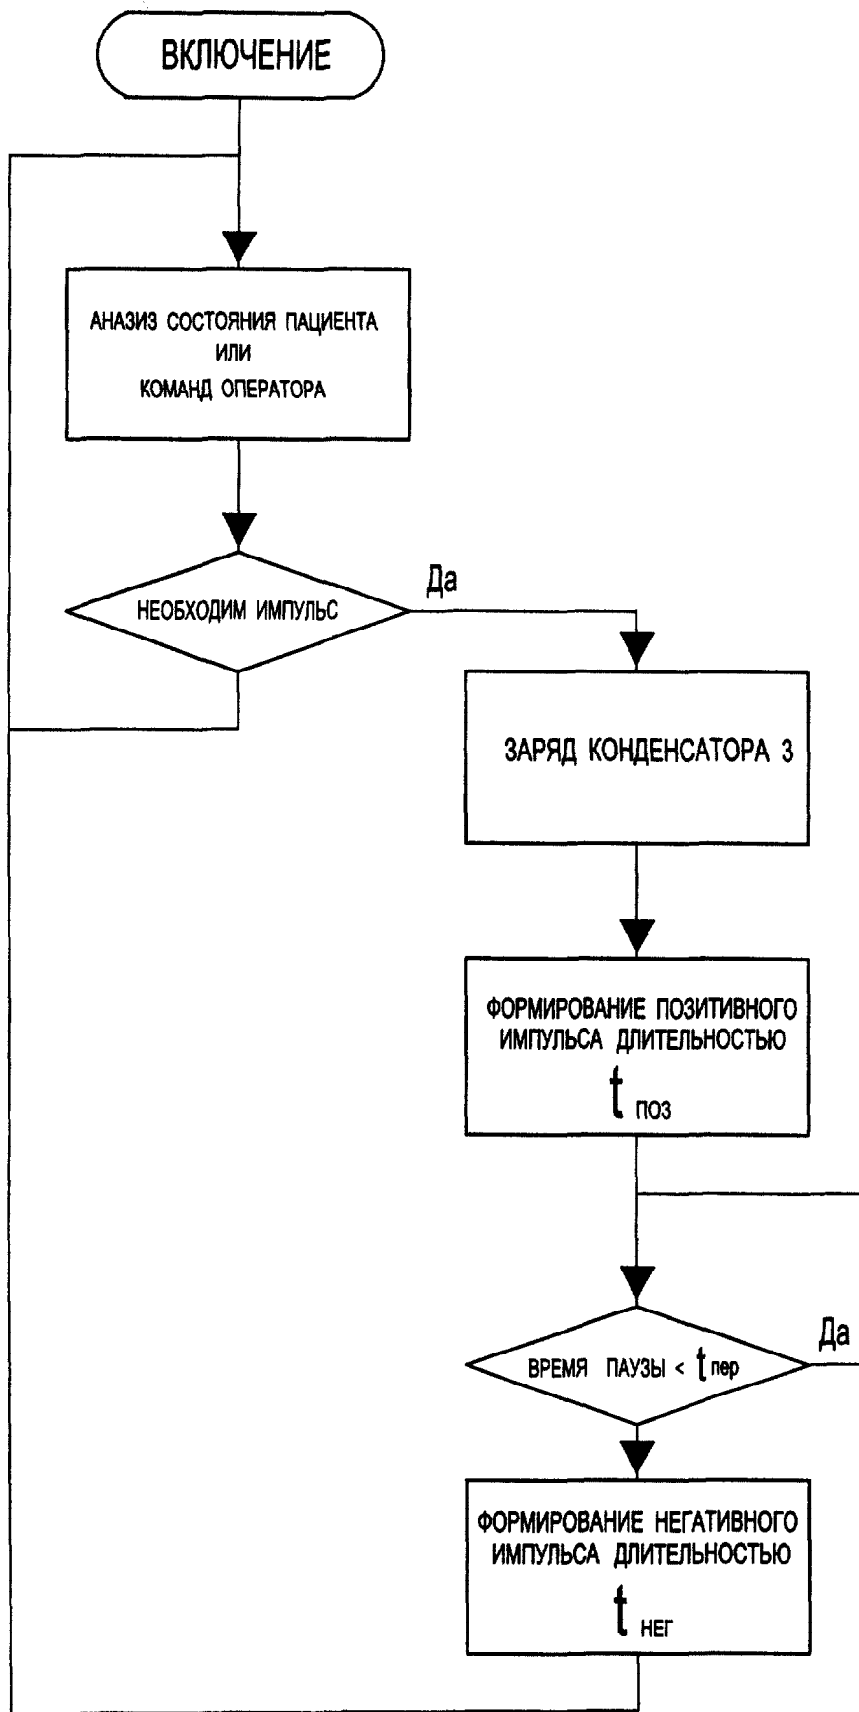 ВКЛЮЧЕНИЕ
АНАЗИЗ СОСТОЯНИЯ ПАЦИЕНТА
ИЛИ
КОМАНД ОПЕРАТОРА
НЕОБХОДИМ ИМПУЛЬС
Да
ЗАРЯД КОНДЕНСАТОРА 3
ФОРМИРОВАНИЕ ПОЗИТИВНОГО
ИМПУЛЬСА ДЛИТЕЛЬНОСТЬЮ
t поз
ВРЕМЯ ПАУЗЫ < t пер
Да
ФОРМИРОВАНИЕ НЕГАТИВНОГО
ИМПУЛЬСА ДЛИТЕЛЬНОСТЬЮ
t НЕГ